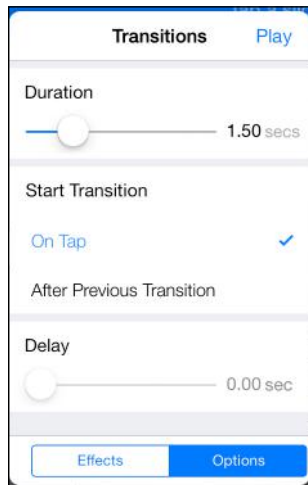 Transitions Play
Duration
1.50 secs
Start Transition
On Tap
After Previous Transition
Delay
0.00 sec
Effects Options